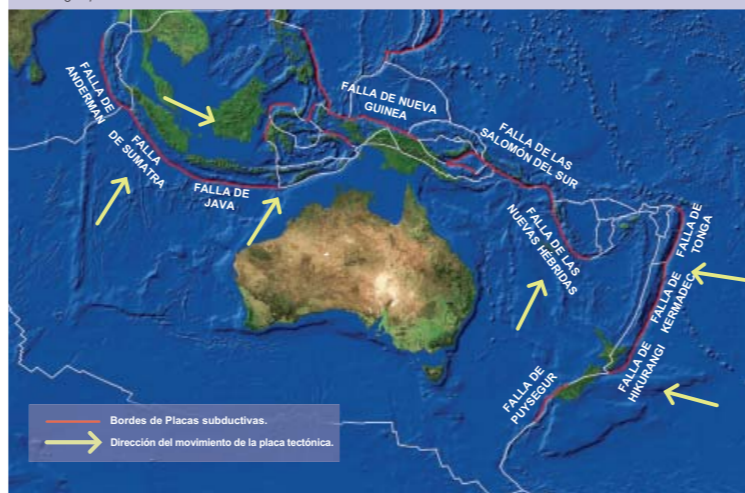 FALLA DE
ANDERMAN
FALLA
DE SUMATRA
FALLA DE
JAVA
FALLA DE NUEVA
GUINEA
FALLA DE LAS
SALOMÓN DEL SUR
FALLA DE LAS
NUEVAS HÉBRIDAS
FALLA DE
TONGA
FALLA DE
KERMADEC
FALLA DE
HIKURANGI
FALLA DE
PUYSEGUR
Bordes de Placas subductivas.
Dirección del movimiento de la placa tectónica.